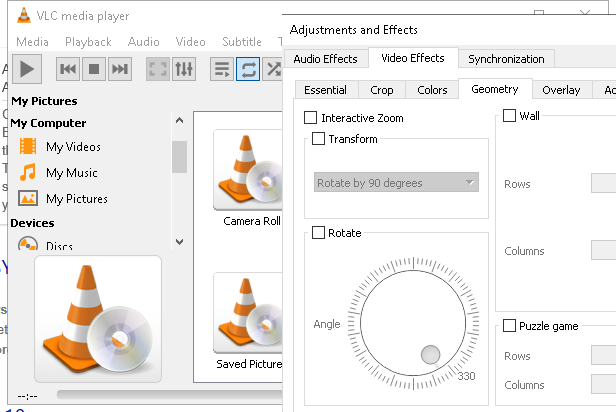 VLC media player
Media Playback Audio Video Subtitle
My Pictures
My Computer
My Videos
My Music
My Pictures
Devices
Discs
Camera Roll
Saved Picture
--:--
Adjustments and Effects
Audio Effects Video Effects Synchronization
Essential Crop Colors Geometry Overlay
Interactive Zoom
Transform
Rotate by 90 degrees
Rotate
Angle
330
Wall
Rows
Columns
Puzzle game
Rows
Columns